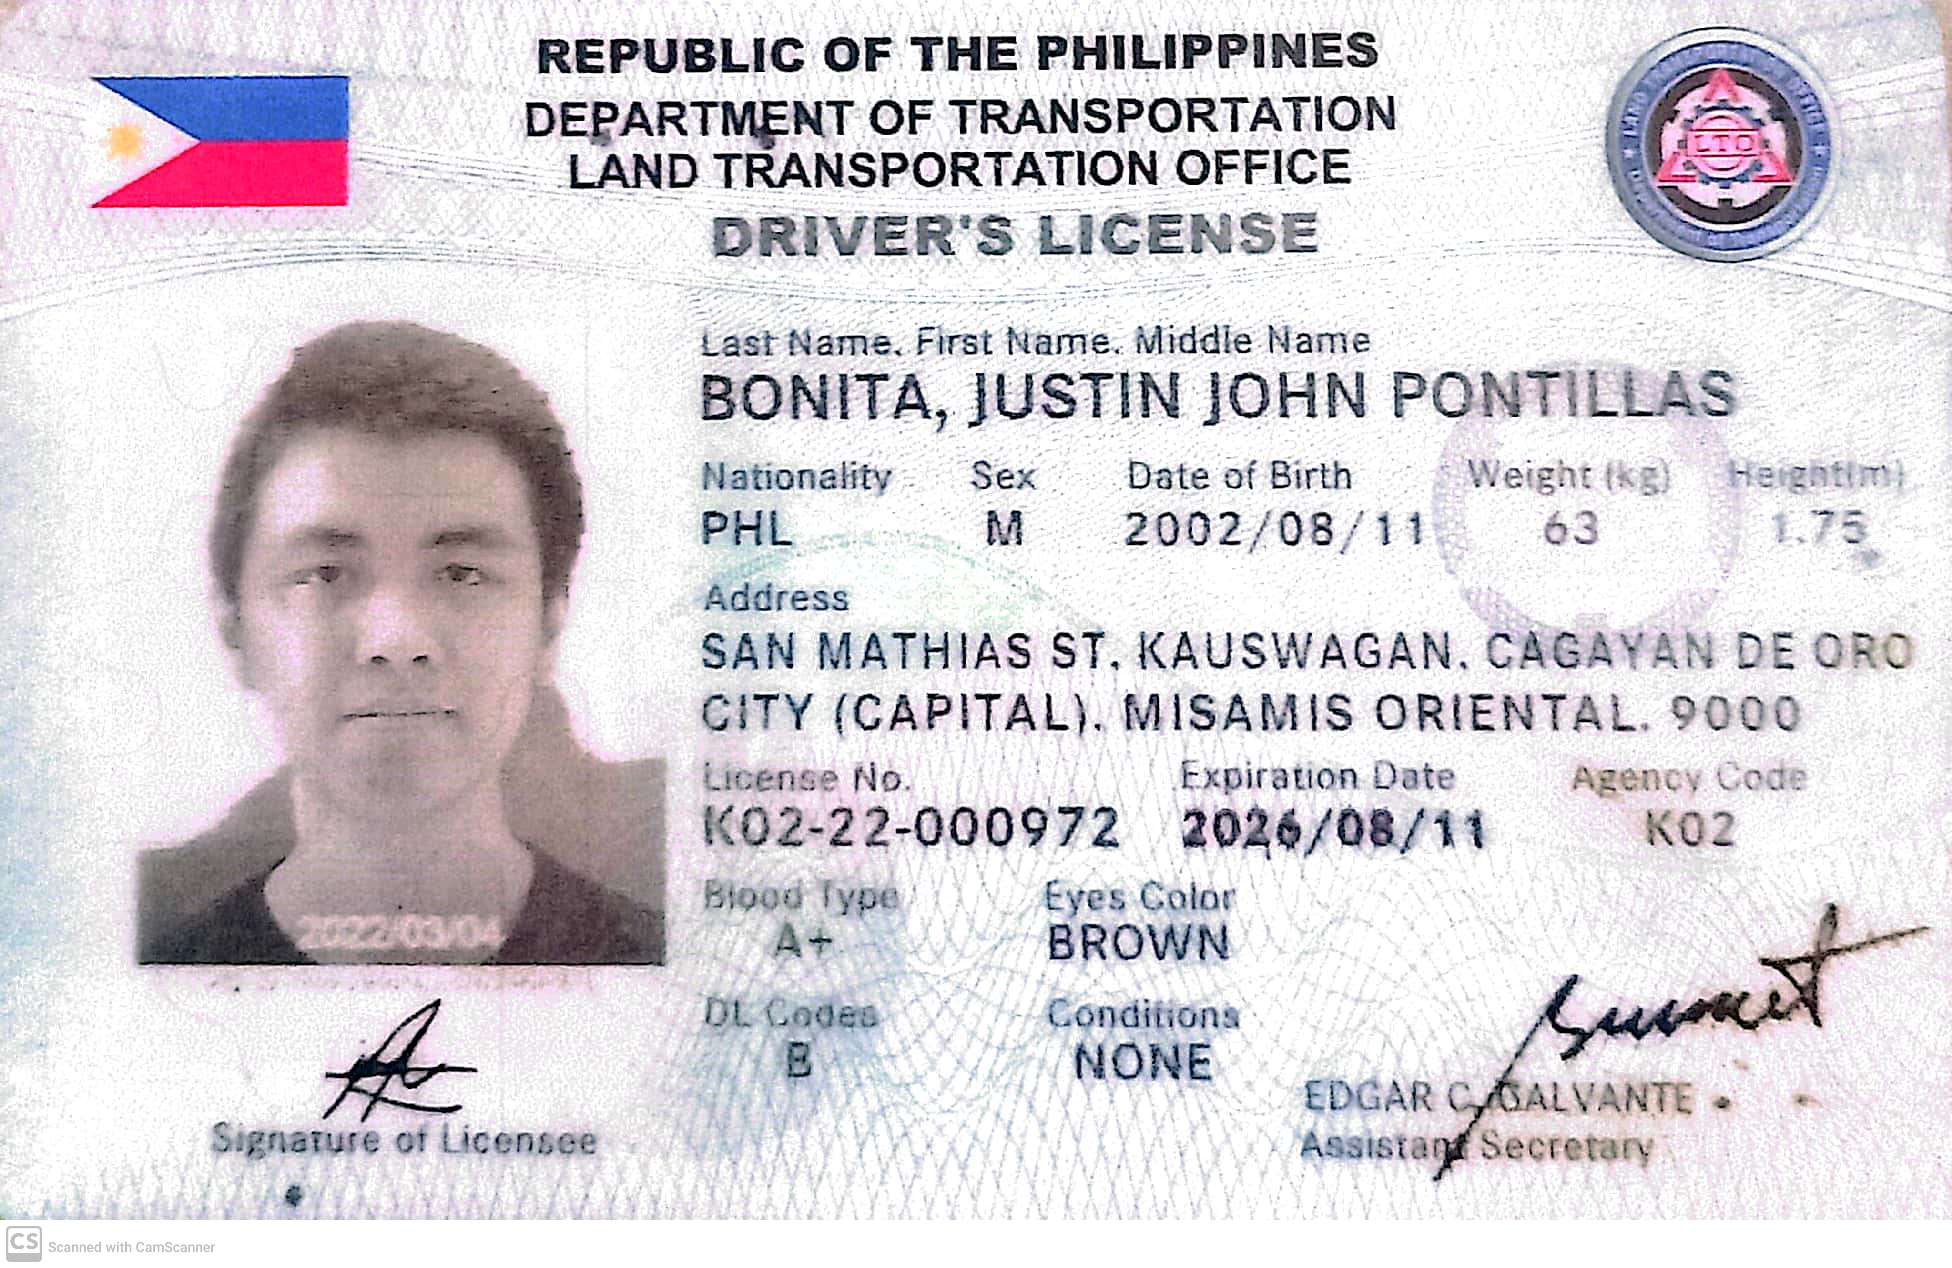 REPUBLIC OF THE PHILIPPINES
DEPARTMENT OF TRANSPORTATION
LAND TRANSPORTATION OFFICE
DRIVER'S LICENSE
LTO
Last Name. First Name. Middle Name
BONITA, JUSTIN JOHN PONTILLAS
Nationality Sex Date of Birth Weight (kg) Height(m)
PHL M 2002/08/11 63 1.75
Address
SAN MATHIAS ST. KAUSWAGAN. CAGAYAN DE ORO
CITY (CAPITAL). MISAMIS ORIENTAL. 9000
License No. Expiration Date Agency Code
K02-22-000972 2026/08/11 K02
Blood Type Eyes Color
A+ BROWN
DL Codes Conditions
B NONE
2022/03/04
Signature of Licensee
EDGAR C. GALVANTE
Assistant Secretary
CS Scanned with CamScanner